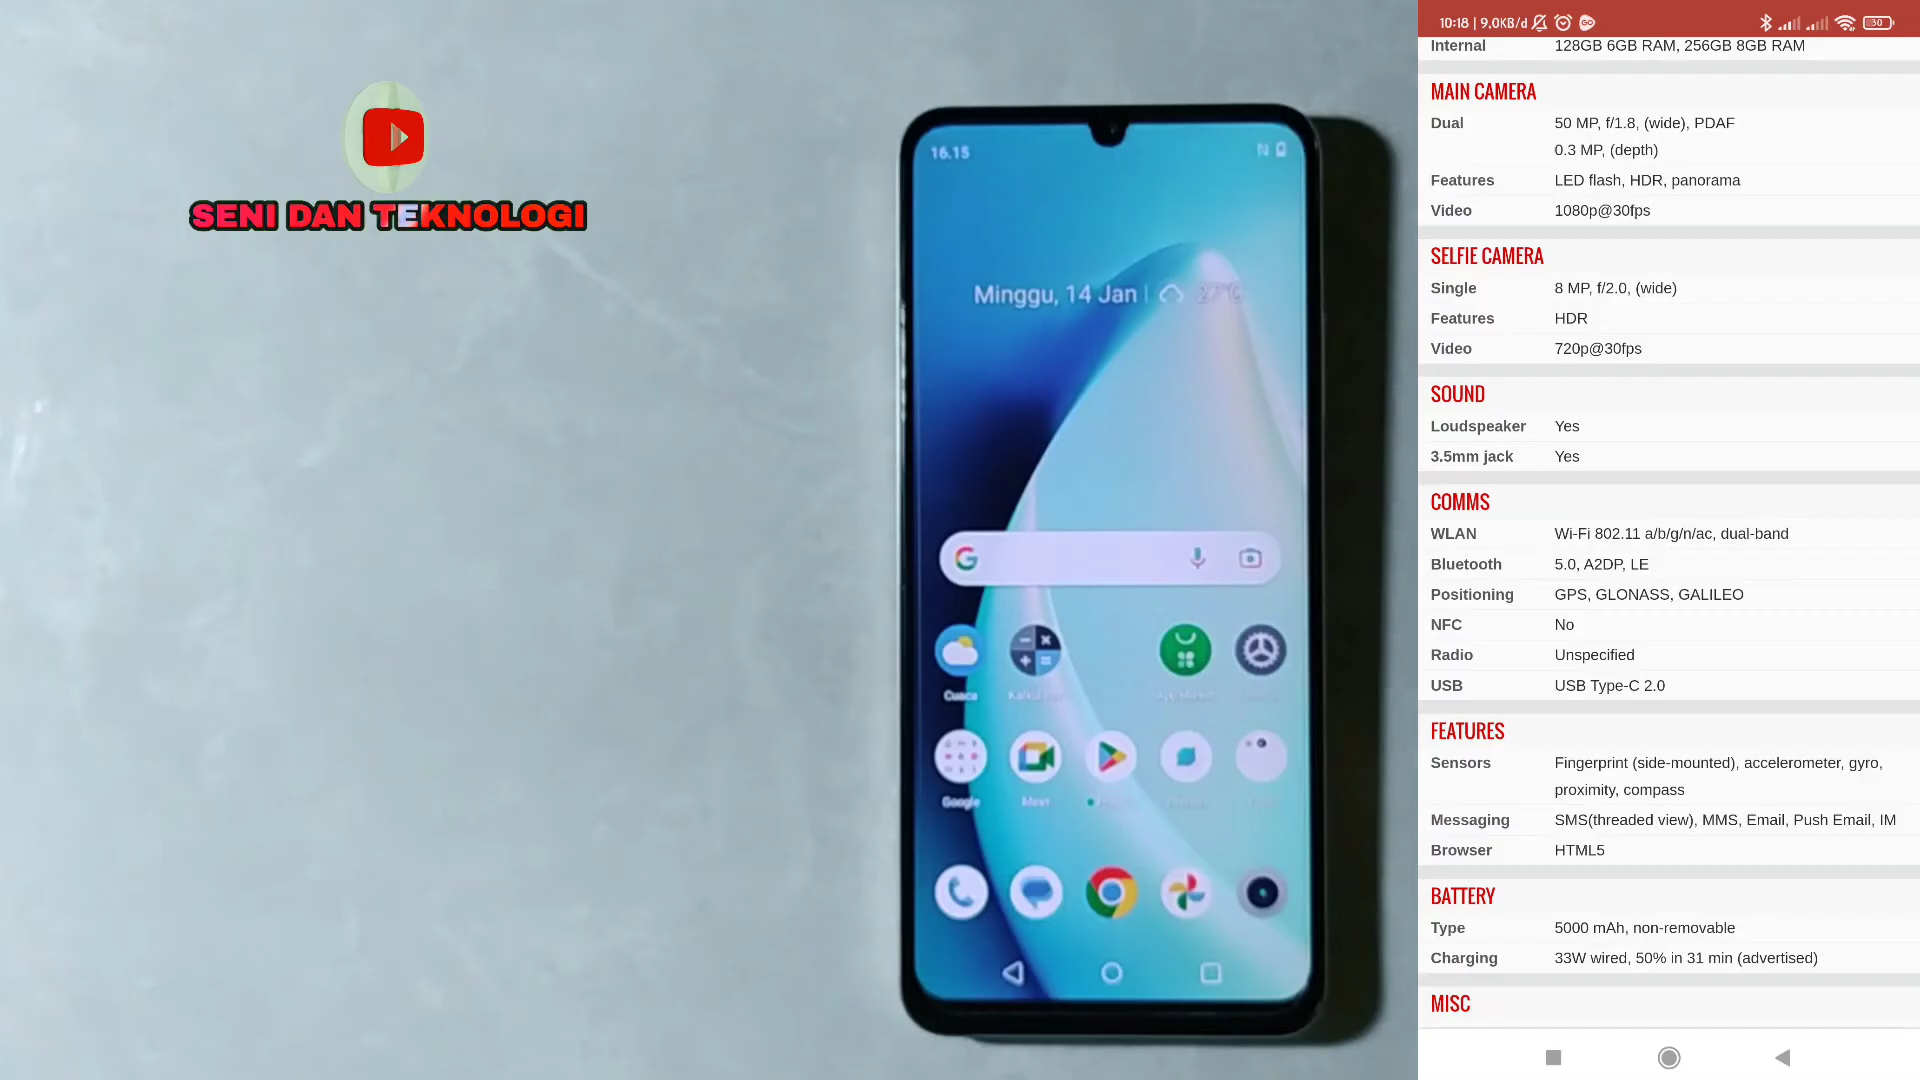 SENI DAN TEKNOLOGI
16.15
Minggu, 14 Jan | 27°C
Cuaca
Google
Meet
10:18 | 9,0KB/d
30
Internal 128GB 6GB RAM, 256GB 8GB RAM
MAIN CAMERA
Dual 50 MP, f/1.8, (wide), PDAF
0.3 MP, (depth)
Features LED flash, HDR, panorama
Video 1080p@30fps
SELFIE CAMERA
Single 8 MP, f/2.0, (wide)
Features HDR
Video 720p@30fps
SOUND
Loudspeaker Yes
3.5mm jack Yes
COMMS
WLAN Wi-Fi 802.11 a/b/g/n/ac, dual-band
Bluetooth 5.0, A2DP, LE
Positioning GPS, GLONASS, GALILEO
NFC No
Radio Unspecified
USB USB Type-C 2.0
FEATURES
Sensors Fingerprint (side-mounted), accelerometer, gyro,
proximity, compass
Messaging SMS(threaded view), MMS, Email, Push Email, IM
Browser HTML5
BATTERY
Type 5000 mAh, non-removable
Charging 33W wired, 50% in 31 min (advertised)
MISC